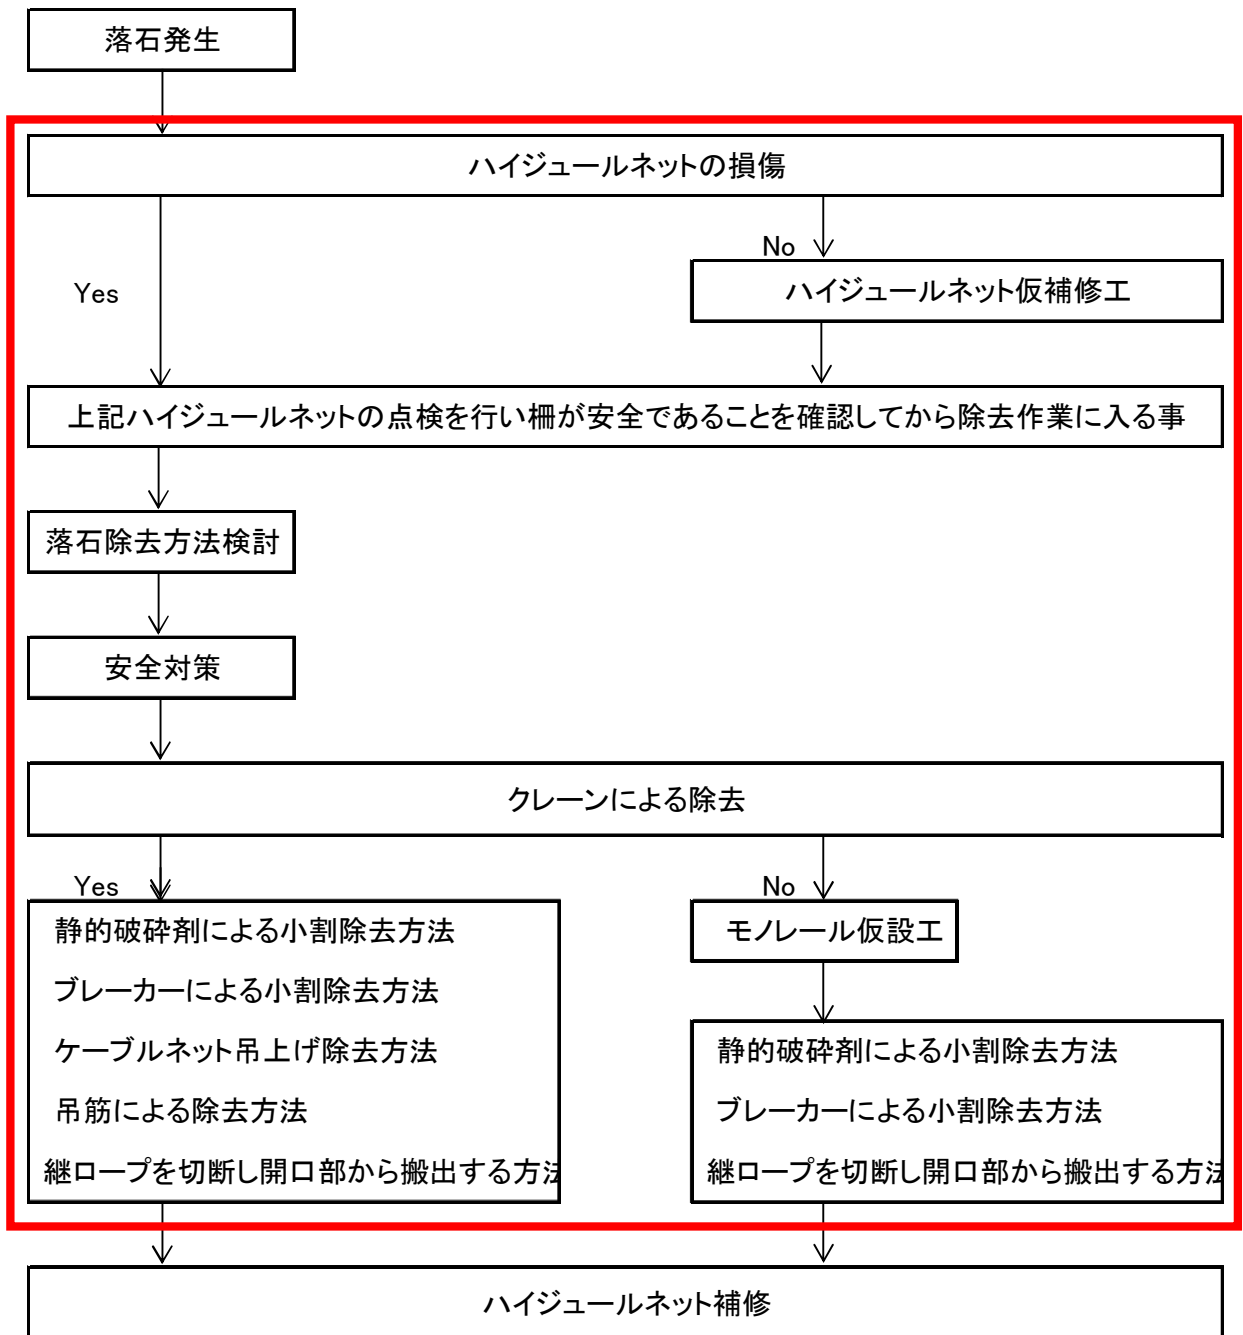 落石発生
ハイジュールネットの損傷
No
Yes
ハイジュールネット仮補修工
上記ハイジュールネットの点検を行い柵が安全であることを確認してから除去作業に入る事
落石除去方法検討
安全対策
クレーンによる除去
Yes
No
静的破砕剤による小割除去方法
ブレーカーによる小割除去方法
ケーブルネット吊上げ除去方法
吊筋による除去方法
継ロープを切断し開口部から搬出する方法
モノレール仮設工
静的破砕剤による小割除去方法
ブレーカーによる小割除去方法
継ロープを切断し開口部から搬出する方法
ハイジュールネット補修